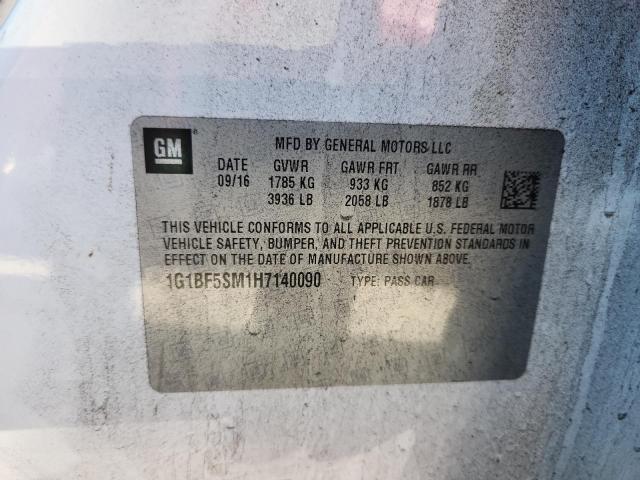 GM ® MFD BY GENERAL MOTORS LLC
DATE GVWR GAWR FRT GAWR RR
09/16 1785 KG 933 KG 852 KG
3936 LB 2058 LB 1878 LB
THIS VEHICLE CONFORMS TO ALL APPLICABLE U.S. FEDERAL MOTOR
VEHICLE SAFETY, BUMPER, AND THEFT PREVENTION STANDARDS IN
EFFECT ON THE DATE OF MANUFACTURE SHOWN ABOVE.
1G1BF5SM1H7140090 TYPE: PASS CAR